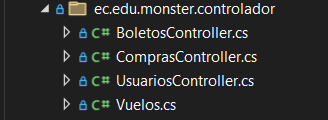 ec.edu.monster.controlador
C# BoletosController.cs
C# ComprasController.cs
C# UsuariosController.cs
C# Vuelos.cs